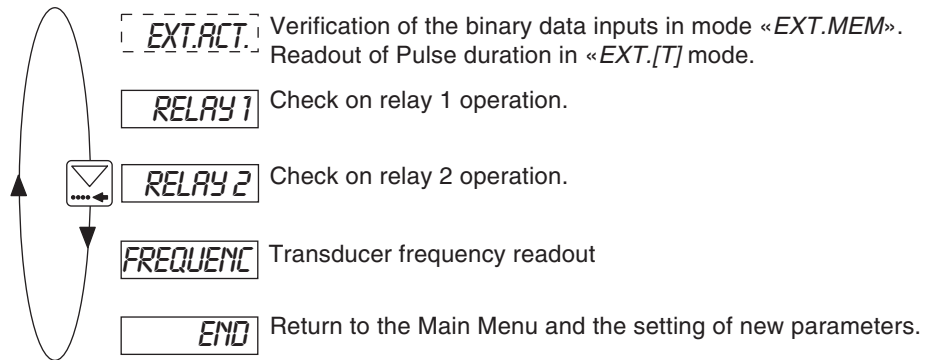 EXT.ACT. Verification of the binary data inputs in mode «EXT.MEM».
Readout of Pulse duration in «EXT.[T] mode.
RELAY 1 Check on relay 1 operation.
RELAY 2 Check on relay 2 operation.
FREQUENC Transducer frequency readout
END Return to the Main Menu and the setting of new parameters.